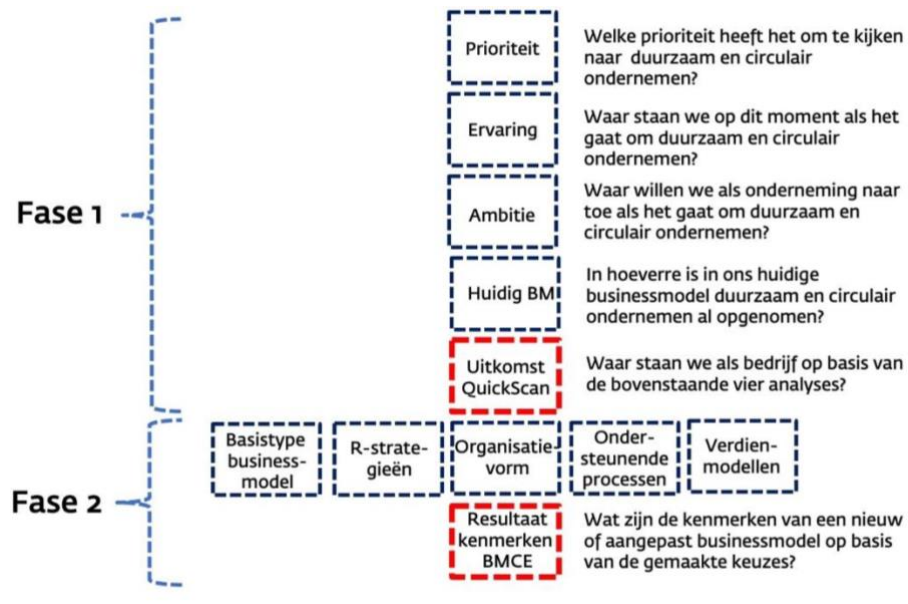 Prioriteit
Welke prioriteit heeft het om te kijken
naar duurzaam en circulair
ondernemen?
Ervaring
Waar staan we op dit moment als het
gaat om duurzaam en circulair
ondernemen?
Fase 1
Ambitie
Waar willen we als onderneming naar
toe als het gaat om duurzaam en
circulair ondernemen?
Huidig BM
In hoeverre is in ons huidige
businessmodel duurzaam en circulair
ondernemen al opgenomen?
Uitkomst
QuickScan
Waar staan we als bedrijf op basis van
de bovenstaande vier analyses?
Fase 2
Basistype
business-
model
R-strate-
gieën
Organisatie-
vorm
Onder-
steunende
processen
Verdien-
modellen
Resultaat
kenmerken
BMCE
Wat zijn de kenmerken van een nieuw
of aangepast businessmodel op basis
van de gemaakte keuzes?